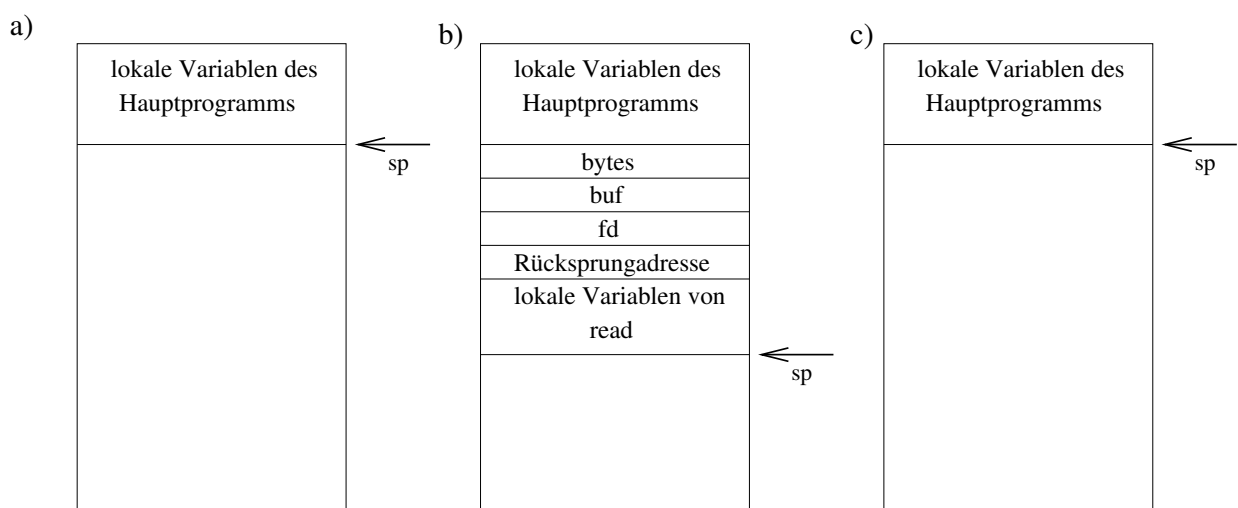 a)
lokale Variablen des
Hauptprogramms
sp
b)
lokale Variablen des
Hauptprogramms
bytes
buf
fd
Rücksprungadresse
lokale Variablen von
read
sp
c)
lokale Variablen des
Hauptprogramms
sp